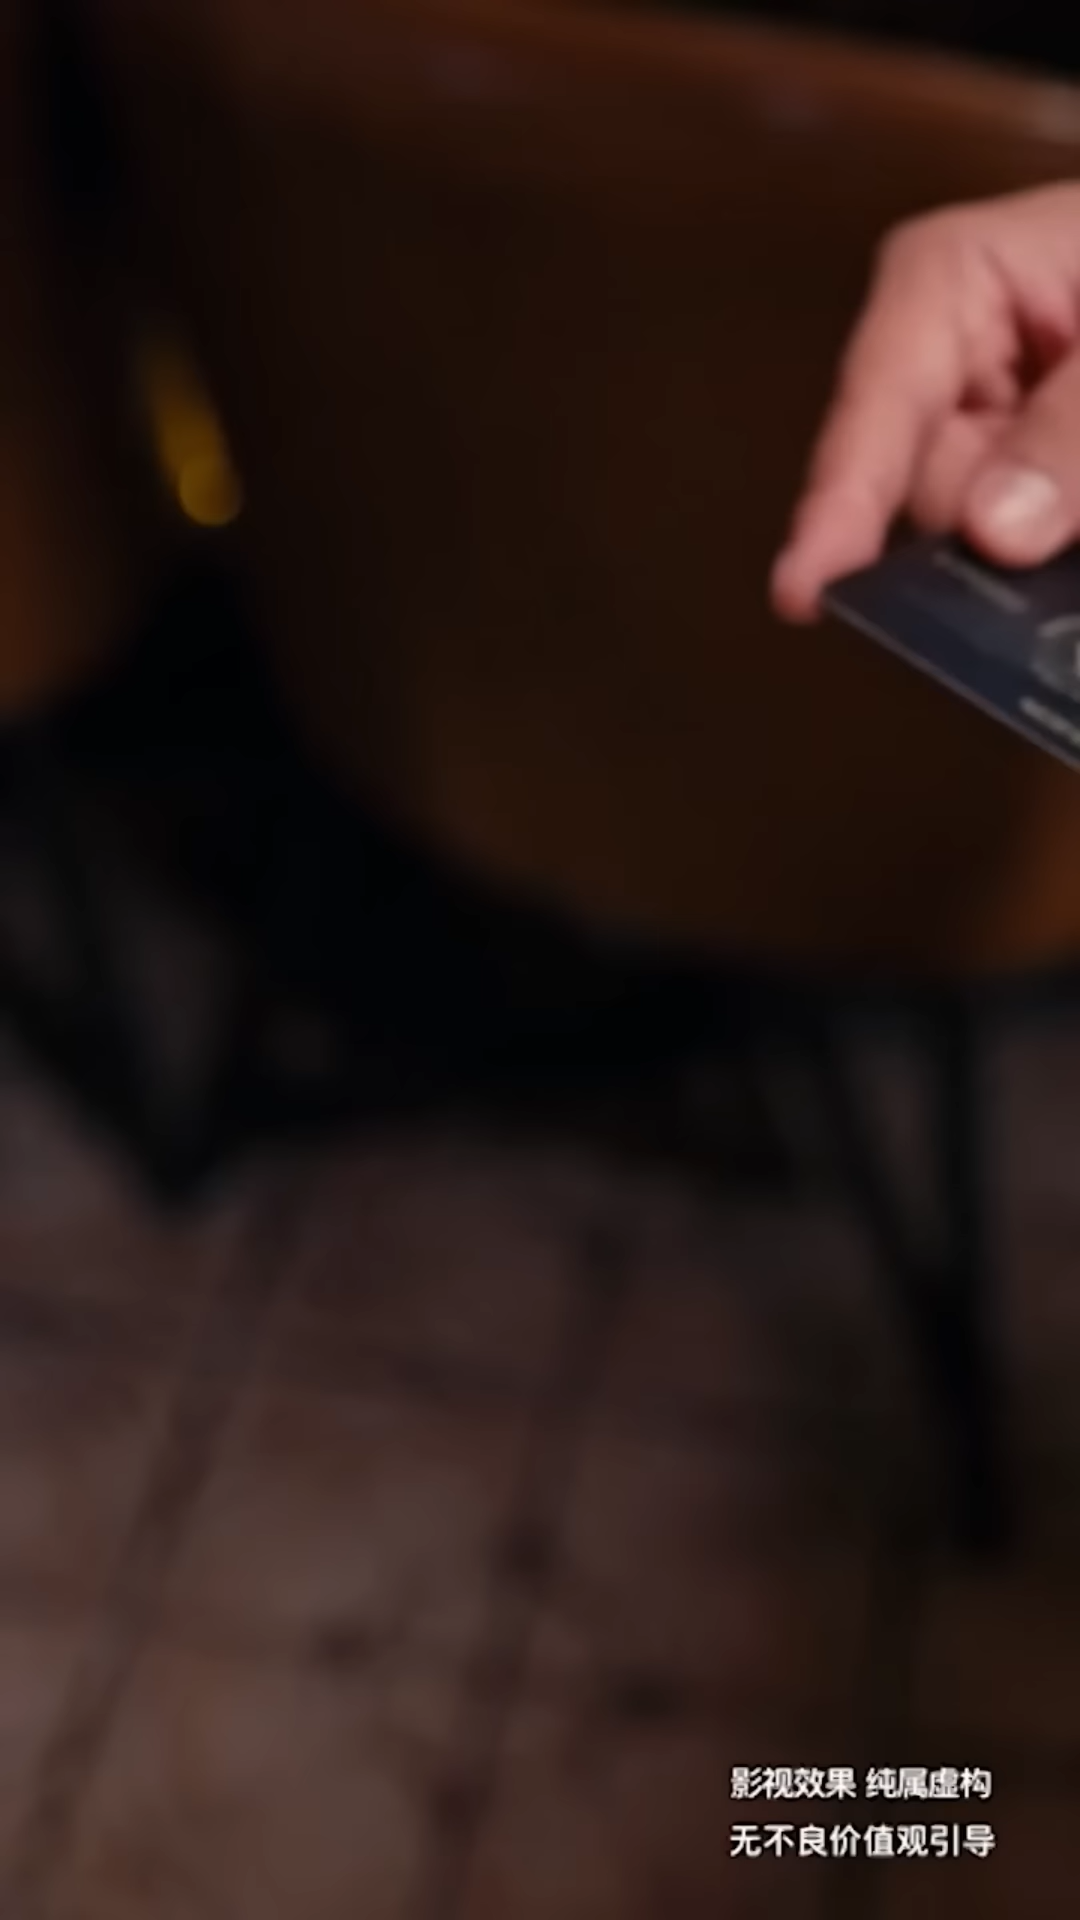 影视效果 纯属虚构
无不良价值观引导